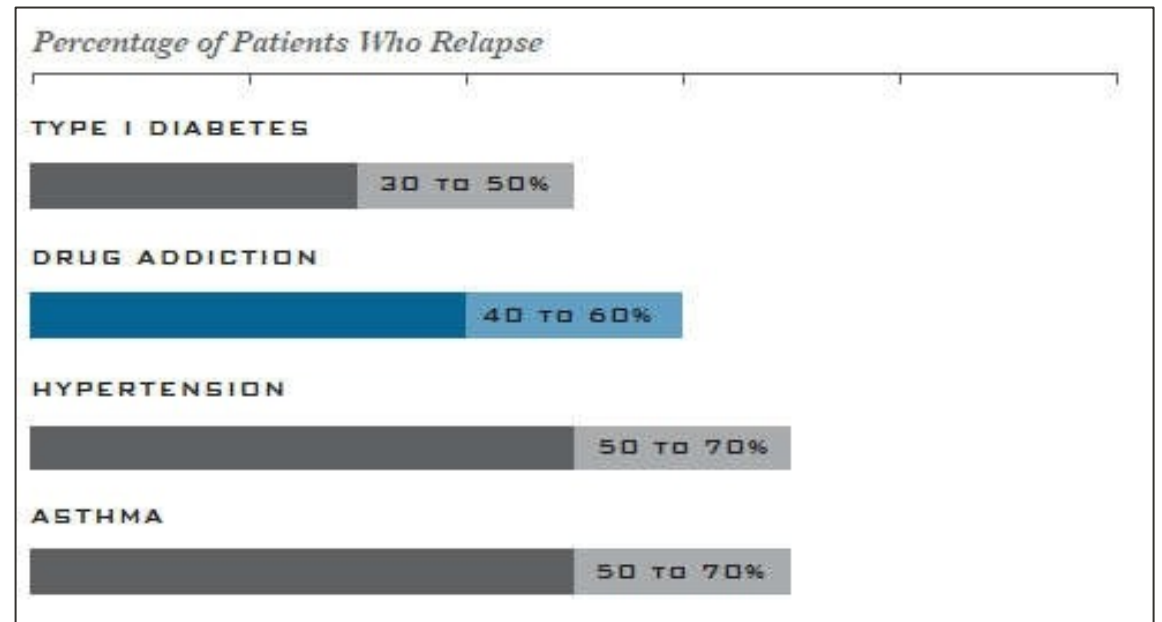 Percentage of Patients Who Relapse
TYPE I DIABETES
30 TO 50%
DRUG ADDICTION
40 TO 60%
HYPERTENSION
50 TO 70%
ASTHMA
50 TO 70%